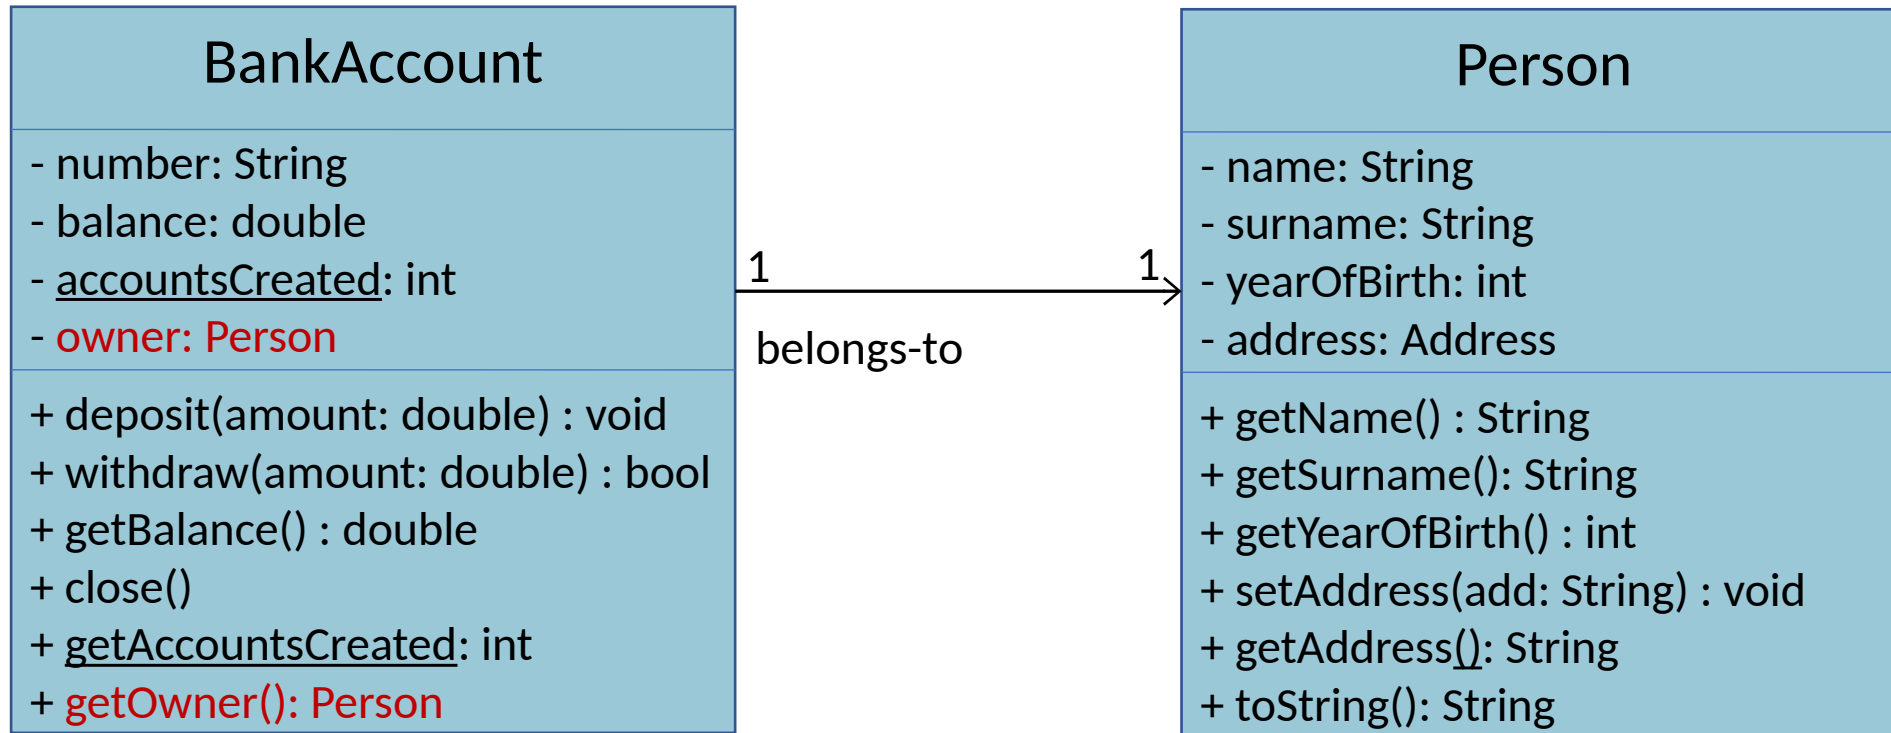 BankAccount
- number: String
- balance: double
- accountsCreated: int
- owner: Person
+ deposit(amount: double) : void
+ withdraw(amount: double) : bool
+ getBalance() : double
+ close()
+ getAccountsCreated: int
+ getOwner(): Person
1
1
belongs-to
Person
- name: String
- surname: String
- yearOfBirth: int
- address: Address
+ getName() : String
+ getSurname(): String
+ getYearOfBirth() : int
+ setAddress(add: String) : void
+ getAddress(): String
+ toString(): String